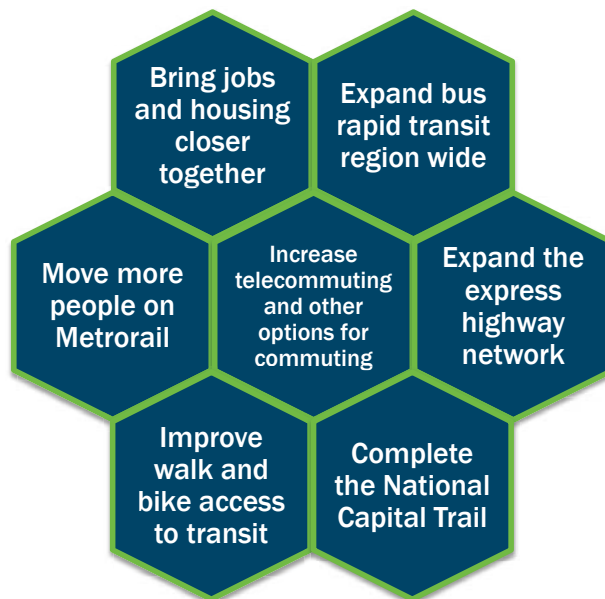 Bring jobs
and housing
closer
together
Expand bus
rapid transit
region wide
Move more
people on
Metrorail
Increase
telecommuting
and other
options for
commuting
Expand the
express
highway
network
Improve
walk and
bike access
to transit
Complete
the National
Capital Trail